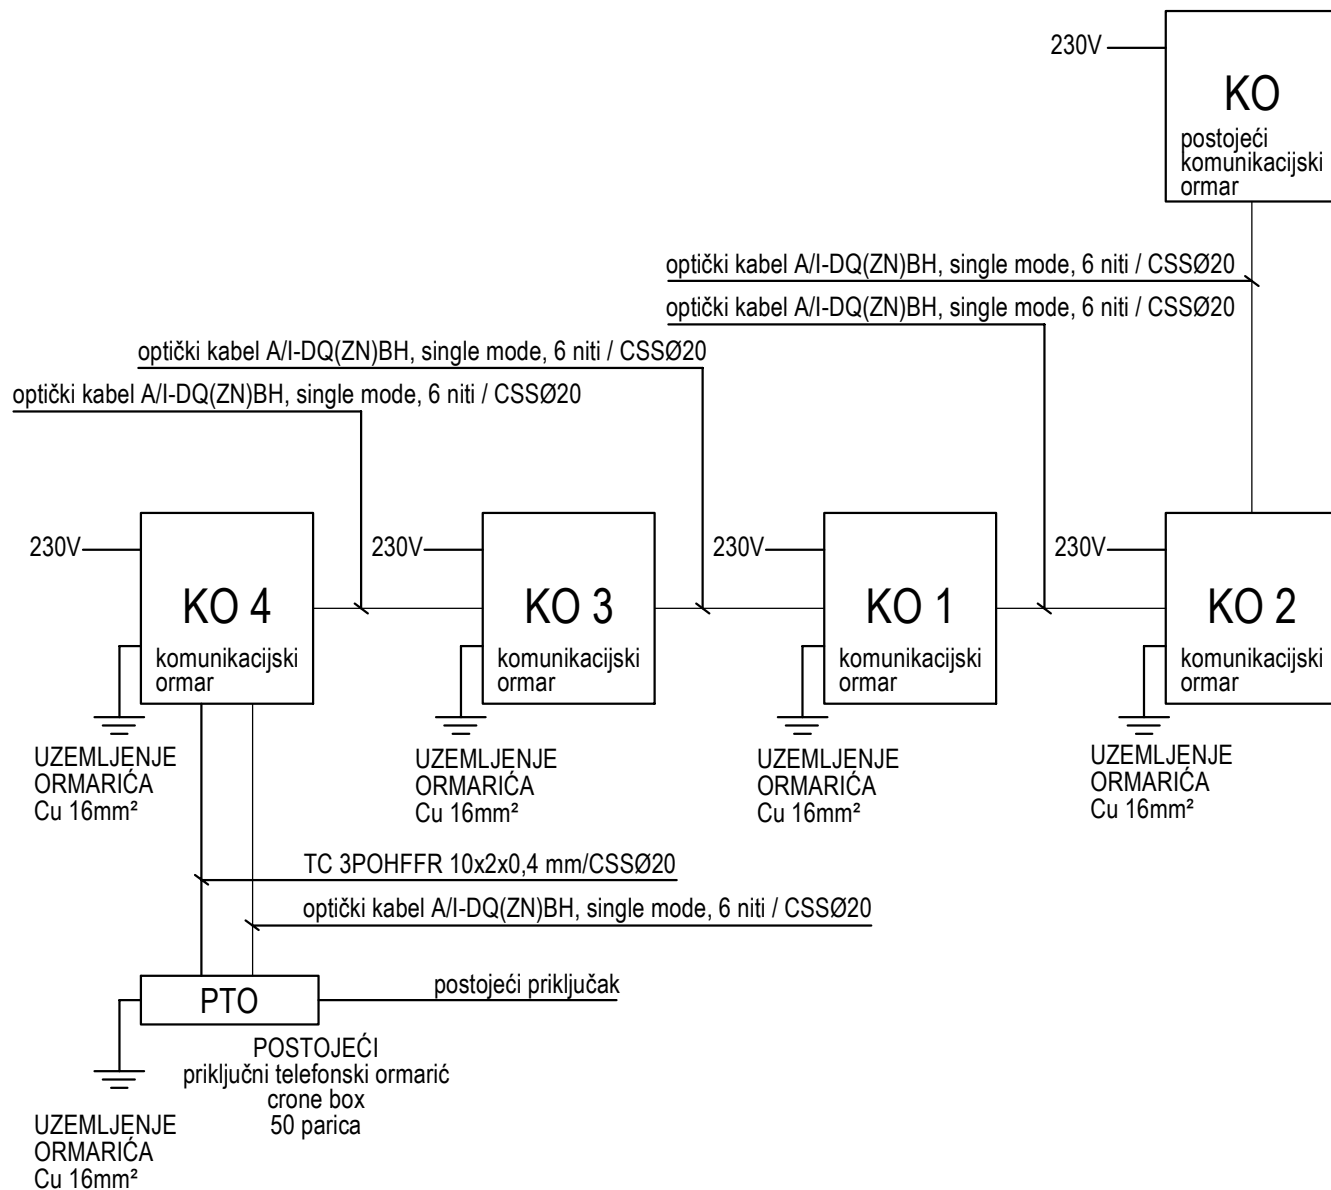 230V
KO
postojeći
komunikacijski
ormar
optički kabel A/I-DQ(ZN)BH, single mode, 6 niti / CSSØ20
optički kabel A/I-DQ(ZN)BH, single mode, 6 niti / CSSØ20
optički kabel A/I-DQ(ZN)BH, single mode, 6 niti / CSSØ20
optički kabel A/I-DQ(ZN)BH, single mode, 6 niti / CSSØ20
230V
KO 4
komunikacijski
ormar
230V
KO 3
komunikacijski
ormar
230V
KO 1
komunikacijski
ormar
230V
KO 2
komunikacijski
ormar
UZEMLJENJE
ORMARIĆA
Cu 16mm²
UZEMLJENJE
ORMARIĆA
Cu 16mm²
UZEMLJENJE
ORMARIĆA
Cu 16mm²
UZEMLJENJE
ORMARIĆA
Cu 16mm²
TC 3POHFFR 10x2x0,4 mm/CSSØ20
optički kabel A/I-DQ(ZN)BH, single mode, 6 niti / CSSØ20
PTO
postojeći priključak
POSTOJEĆI
priključni telefonski ormarić
crone box
50 parica
UZEMLJENJE
ORMARIĆA
Cu 16mm²